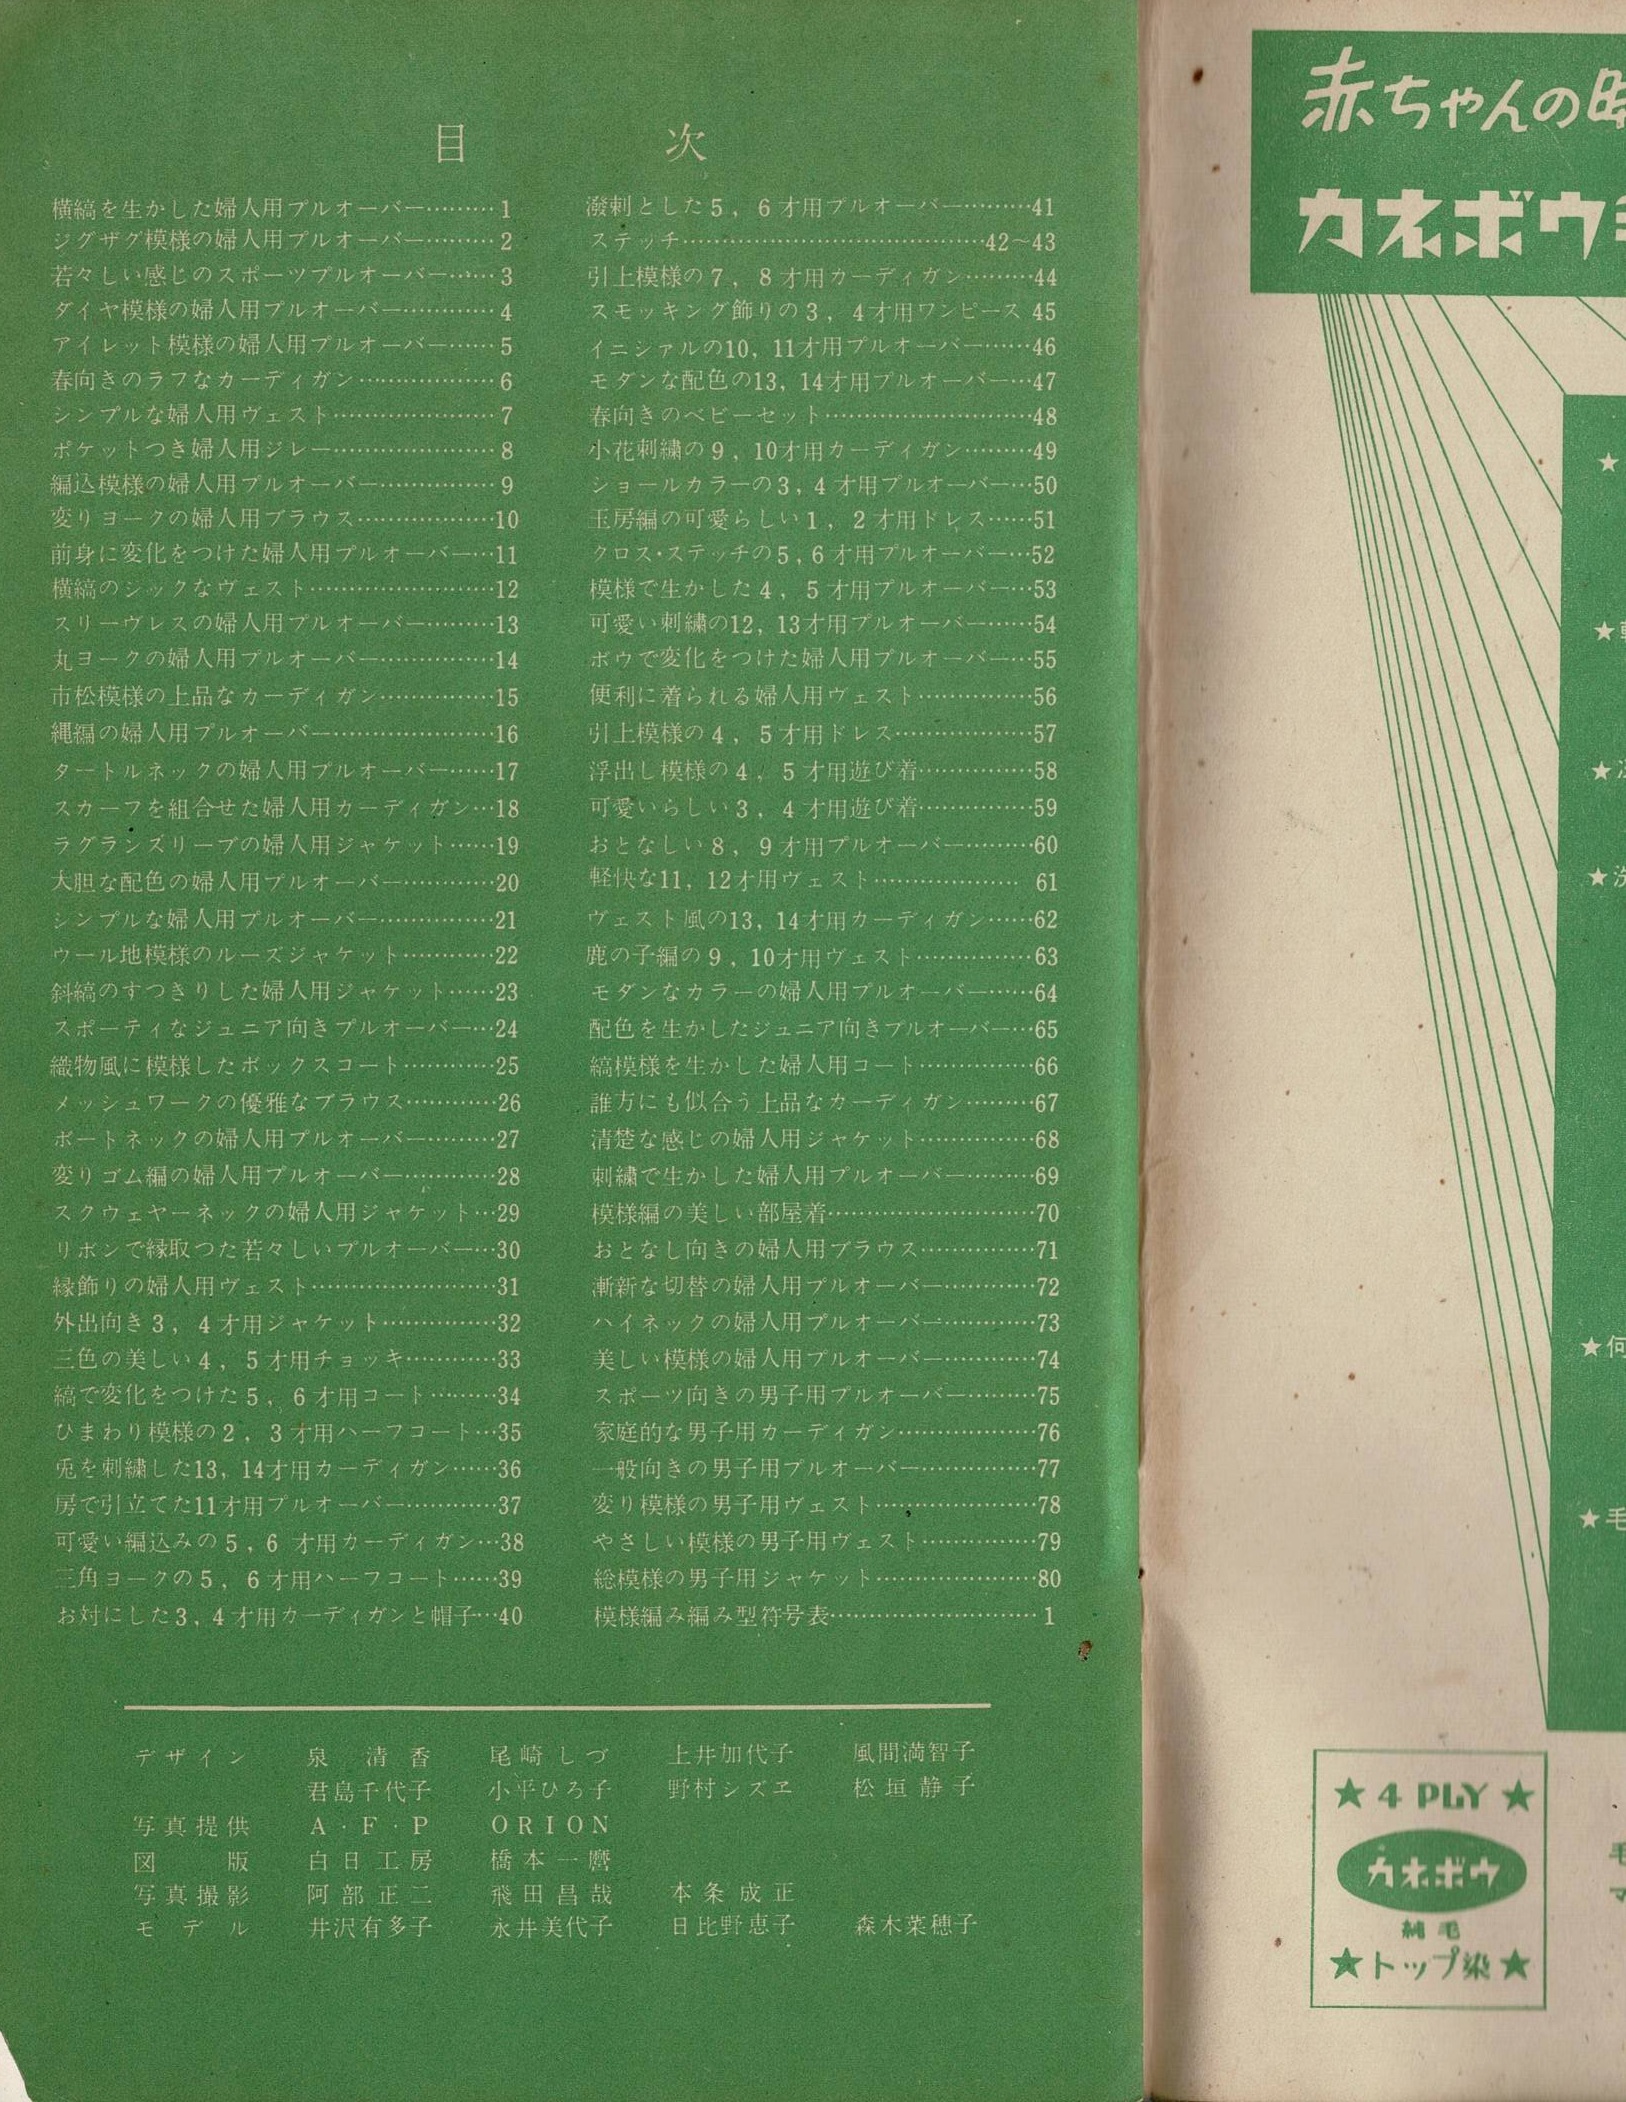 目次
横縞を生かした婦人用プルオーバー………1
ジグザグ模様の婦人用プルオーバー………2
若々しい感じのスポーツプルオーバー……3
ダイヤ模様の婦人用プルオーバー…………4
アイレット模様の婦人用プルオーバー……5
春向きのラフなカーディガン………………6
シンプルな婦人用ヴェスト…………………7
ポケットつき婦人用ジレー…………………8
編込模様の婦人用プルオーバー……………9
変りヨークの婦人用ブラウス………………10
前身に変化をつけた婦人用プルオーバー…11
横縞のシックなヴェスト……………………12
スリーヴレスの婦人用プルオーバー………13
丸ヨークの婦人用プルオーバー……………14
市松模様の上品なカーディガン……………15
縄編の婦人用プルオーバー…………………16
タートルネックの婦人用プルオーバー……17
スカーフを組合せた婦人用カーディガン…18
ラグランスリーブの婦人用ジャケット……19
大胆な配色の婦人用プルオーバー…………20
シンプルな婦人用プルオーバー……………21
ウール地模様のルーズジャケット…………22
斜縞のすつきりした婦人用ジャケット……23
スポーティなジュニア向きプルオーバー…24
織物風に模様したボックスコート…………25
メッシュワークの優雅なブラウス…………26
ボートネックの婦人用プルオーバー………27
変りゴム編の婦人用プルオーバー…………28
スクウェヤーネックの婦人用ジャケット…29
リボンで縁取つた若々しいプルオーバー…30
縁飾りの婦人用ヴェスト……………………31
外出向き3，4才用ジャケット……………32
三色の美しい4，5才用チョッキ…………33
縞で変化をつけた5，6才用コート………34
ひまわり模様の2，3才用ハーフコート…35
兎を刺繍した13，14才用カーディガン……36
房で引立てた11才用プルオーバー…………37
可愛い編込みの5,6 才用カーディガン…38
三角ヨークの5，6才用ハーフコート……39
お対にした3,4才用カーディガンと帽子…40
潑刺とした5，6才用プルオーバー………41
ステッチ…………………………………42～43
引上模様の7，8才用カーディガン………44
スモッキング飾りの3，4才用ワンピース 45
イニシァルの10，11才用プルオーバー……46
モダンな配色の13，14才用プルオーバー…47
春向きのベビーセット………………………48
小花刺繍の9，10才用カーディガン………49
ショールカラーの3,4才用プルオーバー…50
玉房編の可愛らしい1，2才用ドレス……51
クロス・ステッチの5,6才用プルオーバー…52
模様で生かした4，5才用プルオーバー…53
可愛い刺繍の12，13才用プルオーバー……54
ボウで変化をつけた婦人用プルオーバー…55
便利に着られる婦人用ヴェスト……………56
引上模様の4，5才用ドレス………………57
浮出し模様の4，5才用遊び着……………58
可愛いらしい3，4才用遊び着……………59
おとなしい8，9才用プルオーバー………60
軽快な11，12才用ヴェスト………………… 61
ヴェスト風の13，14才用カーディガン……62
鹿の子編の9，10才用ヴェスト……………63
モダンなカラーの婦人用プルオーバー……64
配色を生かしたジュニア向きプルオーバー…65
縞模様を生かした婦人用コート……………66
誰方にも似合う上品なカーディガン………67
清楚な感じの婦人用ジャケット……………68
刺繍で生かした婦人用プルオーバー………69
模様編の美しい部屋着………………………70
おとなし向きの婦人用ブラウス……………71
漸新な切替の婦人用プルオーバー…………72
ハイネックの婦人用プルオーバー…………73
美しい模様の婦人用プルオーバー…………74
スポーツ向きの男子用プルオーバー………75
家庭的な男子用カーディガン………………76
一般向きの男子用プルオーバー……………77
変り模様の男子用ヴェスト…………………78
やさしい模様の男子用ヴェスト……………79
総模様の男子用ジャケット…………………80
模様編み編み型符号表………………………1
デザイン 泉清香 尾崎しづ 上井加代子 風間満智子
君島千代子 小平ひろ子 野村シズヱ 松垣静子
写真提供 A・F・P ORION
図版 白日工房 橋本一麿
写真撮影 阿部正二 飛田昌哉 本条成正
モデル 井沢有多子 永井美代子 日比野恵子 森木菜穂子
赤ちゃんの時
カネボウ
★
★
★
★洗
★何
★毛
★4 PLY★
カネボウ
純毛
★トップ染★
毛
マ